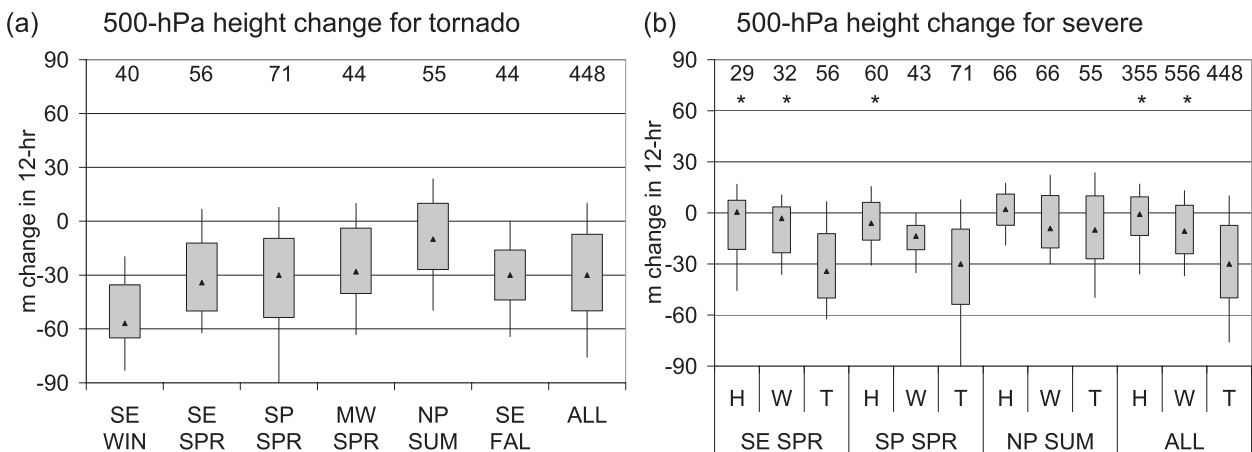 (a) 500-hPa height change for tornado
m change in 12-hr
90
60
30
0
-30
-60
-90
40 56 71 44 55 44 448
SE WIN
SE SPR
SP SPR
MW SPR
NP SUM
SE FAL
ALL
(b) 500-hPa height change for severe
m change in 12-hr
90
60
30
0
-30
-60
-90
29 32 56 60 43 71 66 66 55 355 556 448
* * * * *
H W T H W T H W T H W T
SE SPR SP SPR NP SUM ALL